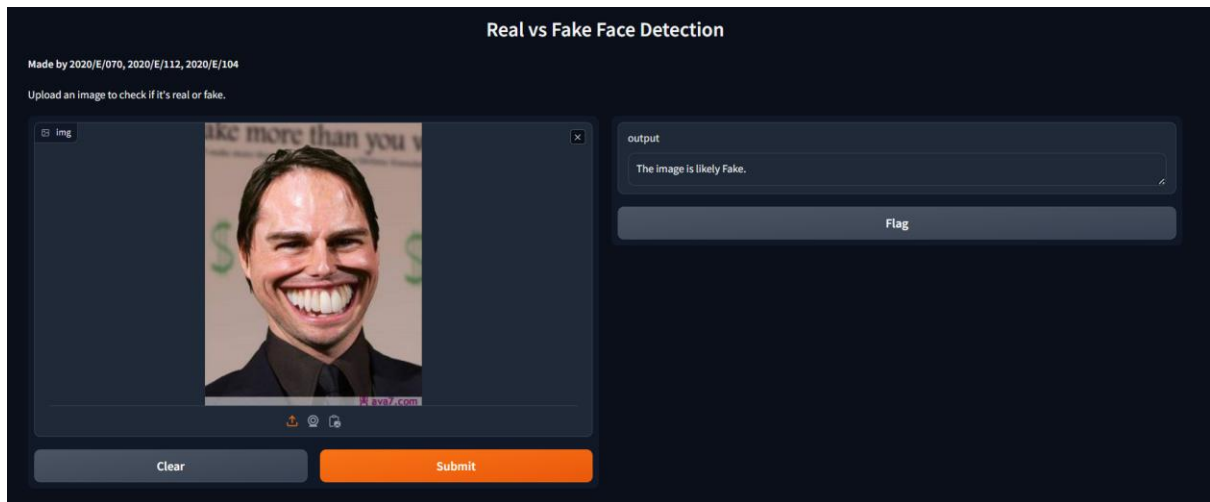 Real vs Fake Face Detection
Made by 2020/E/070, 2020/E/112, 2020/E/104
Upload an image to check if it's real or fake.
img
ake more than you
$
$
ava7.com
Clear
Submit
output
The image is likely Fake.
Flag